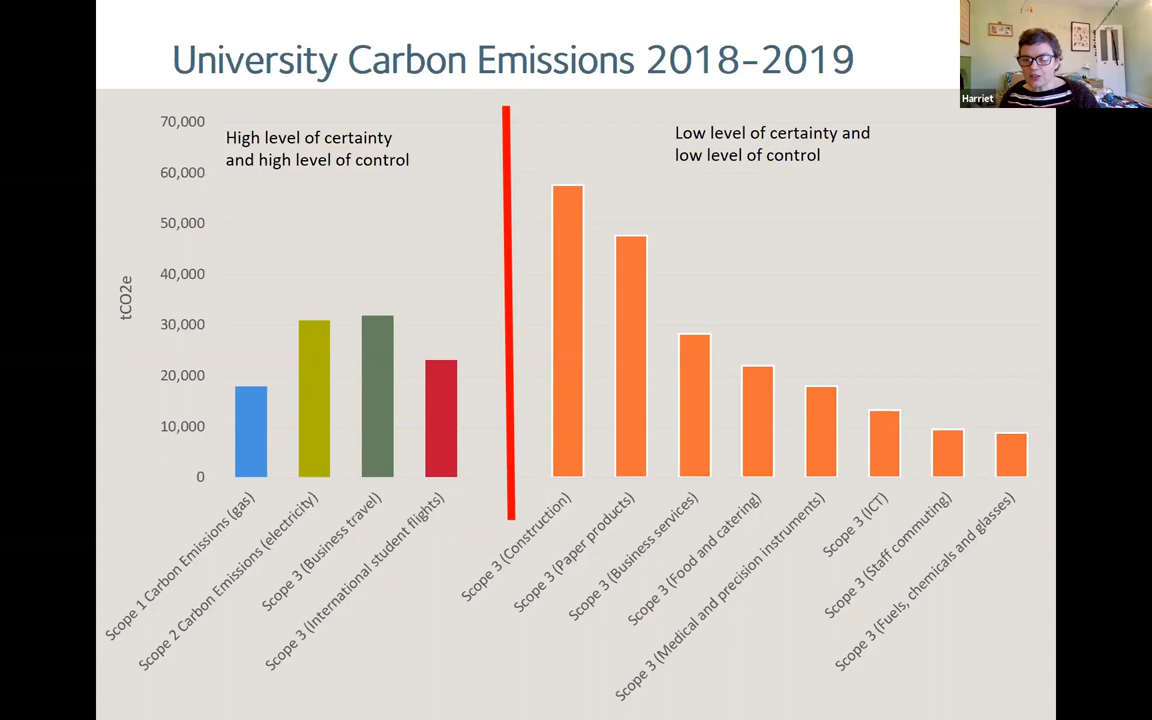 University Carbon Emissions 2018-2019
Harriet
High level of certainty
and high level of control
Low level of certainty and
low level of control
tCO2e
70,000
60,000
50,000
40,000
30,000
20,000
10,000
0
Scope 1 Carbon Emissions (gas)
Scope 2 Carbon Emissions (electricity)
Scope 3 (Business travel)
Scope 3 (International student flights)
Scope 3 (Construction)
Scope 3 (Paper products)
Scope 3 (Business services)
Scope 3 (Food and catering)
Scope 3 (Medical and precision instruments)
Scope 3 (ICT)
Scope 3 (Staff commuting)
Scope 3 (Fuels, chemicals and glasses)